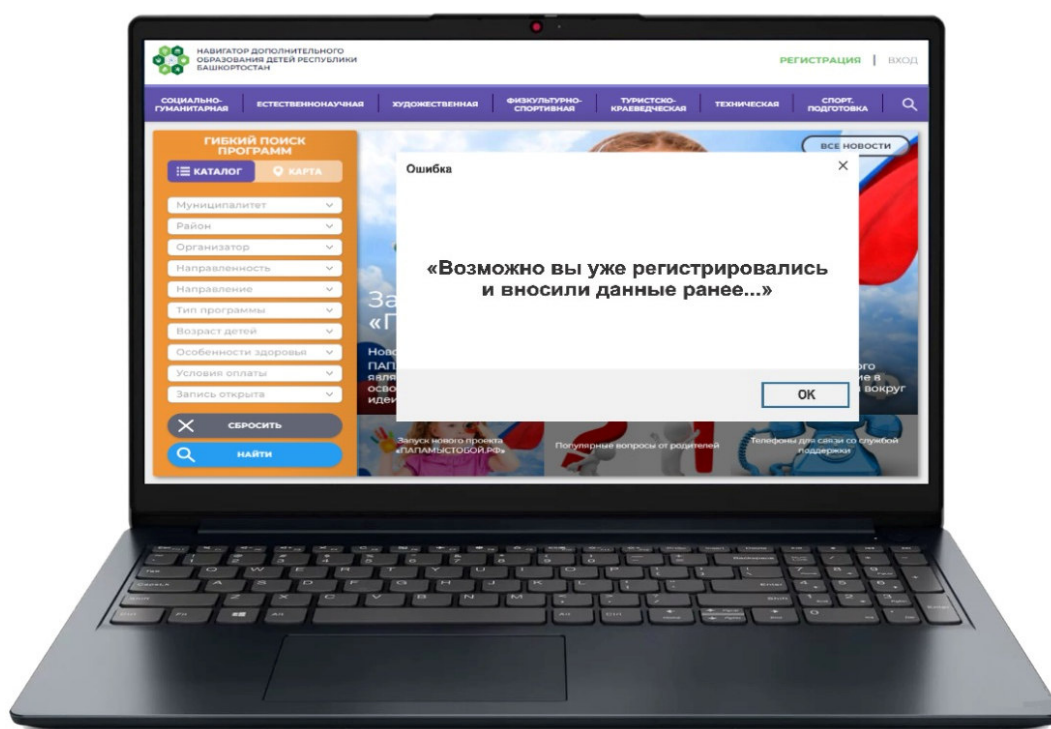 НАВИГАТОР ДОПОЛНИТЕЛЬНОГО
ОБРАЗОВАНИЯ ДЕТЕЙ РЕСПУБЛИКИ
БАШКОРТОСТАН
РЕГИСТРАЦИЯ | ВХОД
СОЦИАЛЬНО-
ГУМАНИТАРНАЯ
ЕСТЕСТВЕННОНАУЧНАЯ
ХУДОЖЕСТВЕННАЯ
ФИЗКУЛЬТУРНО-
СПОРТИВНАЯ
ТУРИСТСКО-
КРАЕВЕДЧЕСКАЯ
ТЕХНИЧЕСКАЯ
СПОРТ.
ПОДГОТОВКА
ГИБКИЙ ПОИСК
ПРОГРАММ
КАТАЛОГ
КАРТА
Муниципалитет
Район
Организатор
Направленность
Направление
Тип программы
Возраст детей
Особенности здоровья
Условия оплаты
Запись открыта
СБРОСИТЬ
НАЙТИ
ВСЕ НОВОСТИ
Ошибка
«Возможно вы уже регистрировались
и вносили данные ранее...»
OK
За
«П
вокруг
идеи
Запуск нового проекта
«ПАПАМЫСТОБОЙ.РФ»
Популярные вопросы от родителей
Телефоны для связи со службой
поддержки